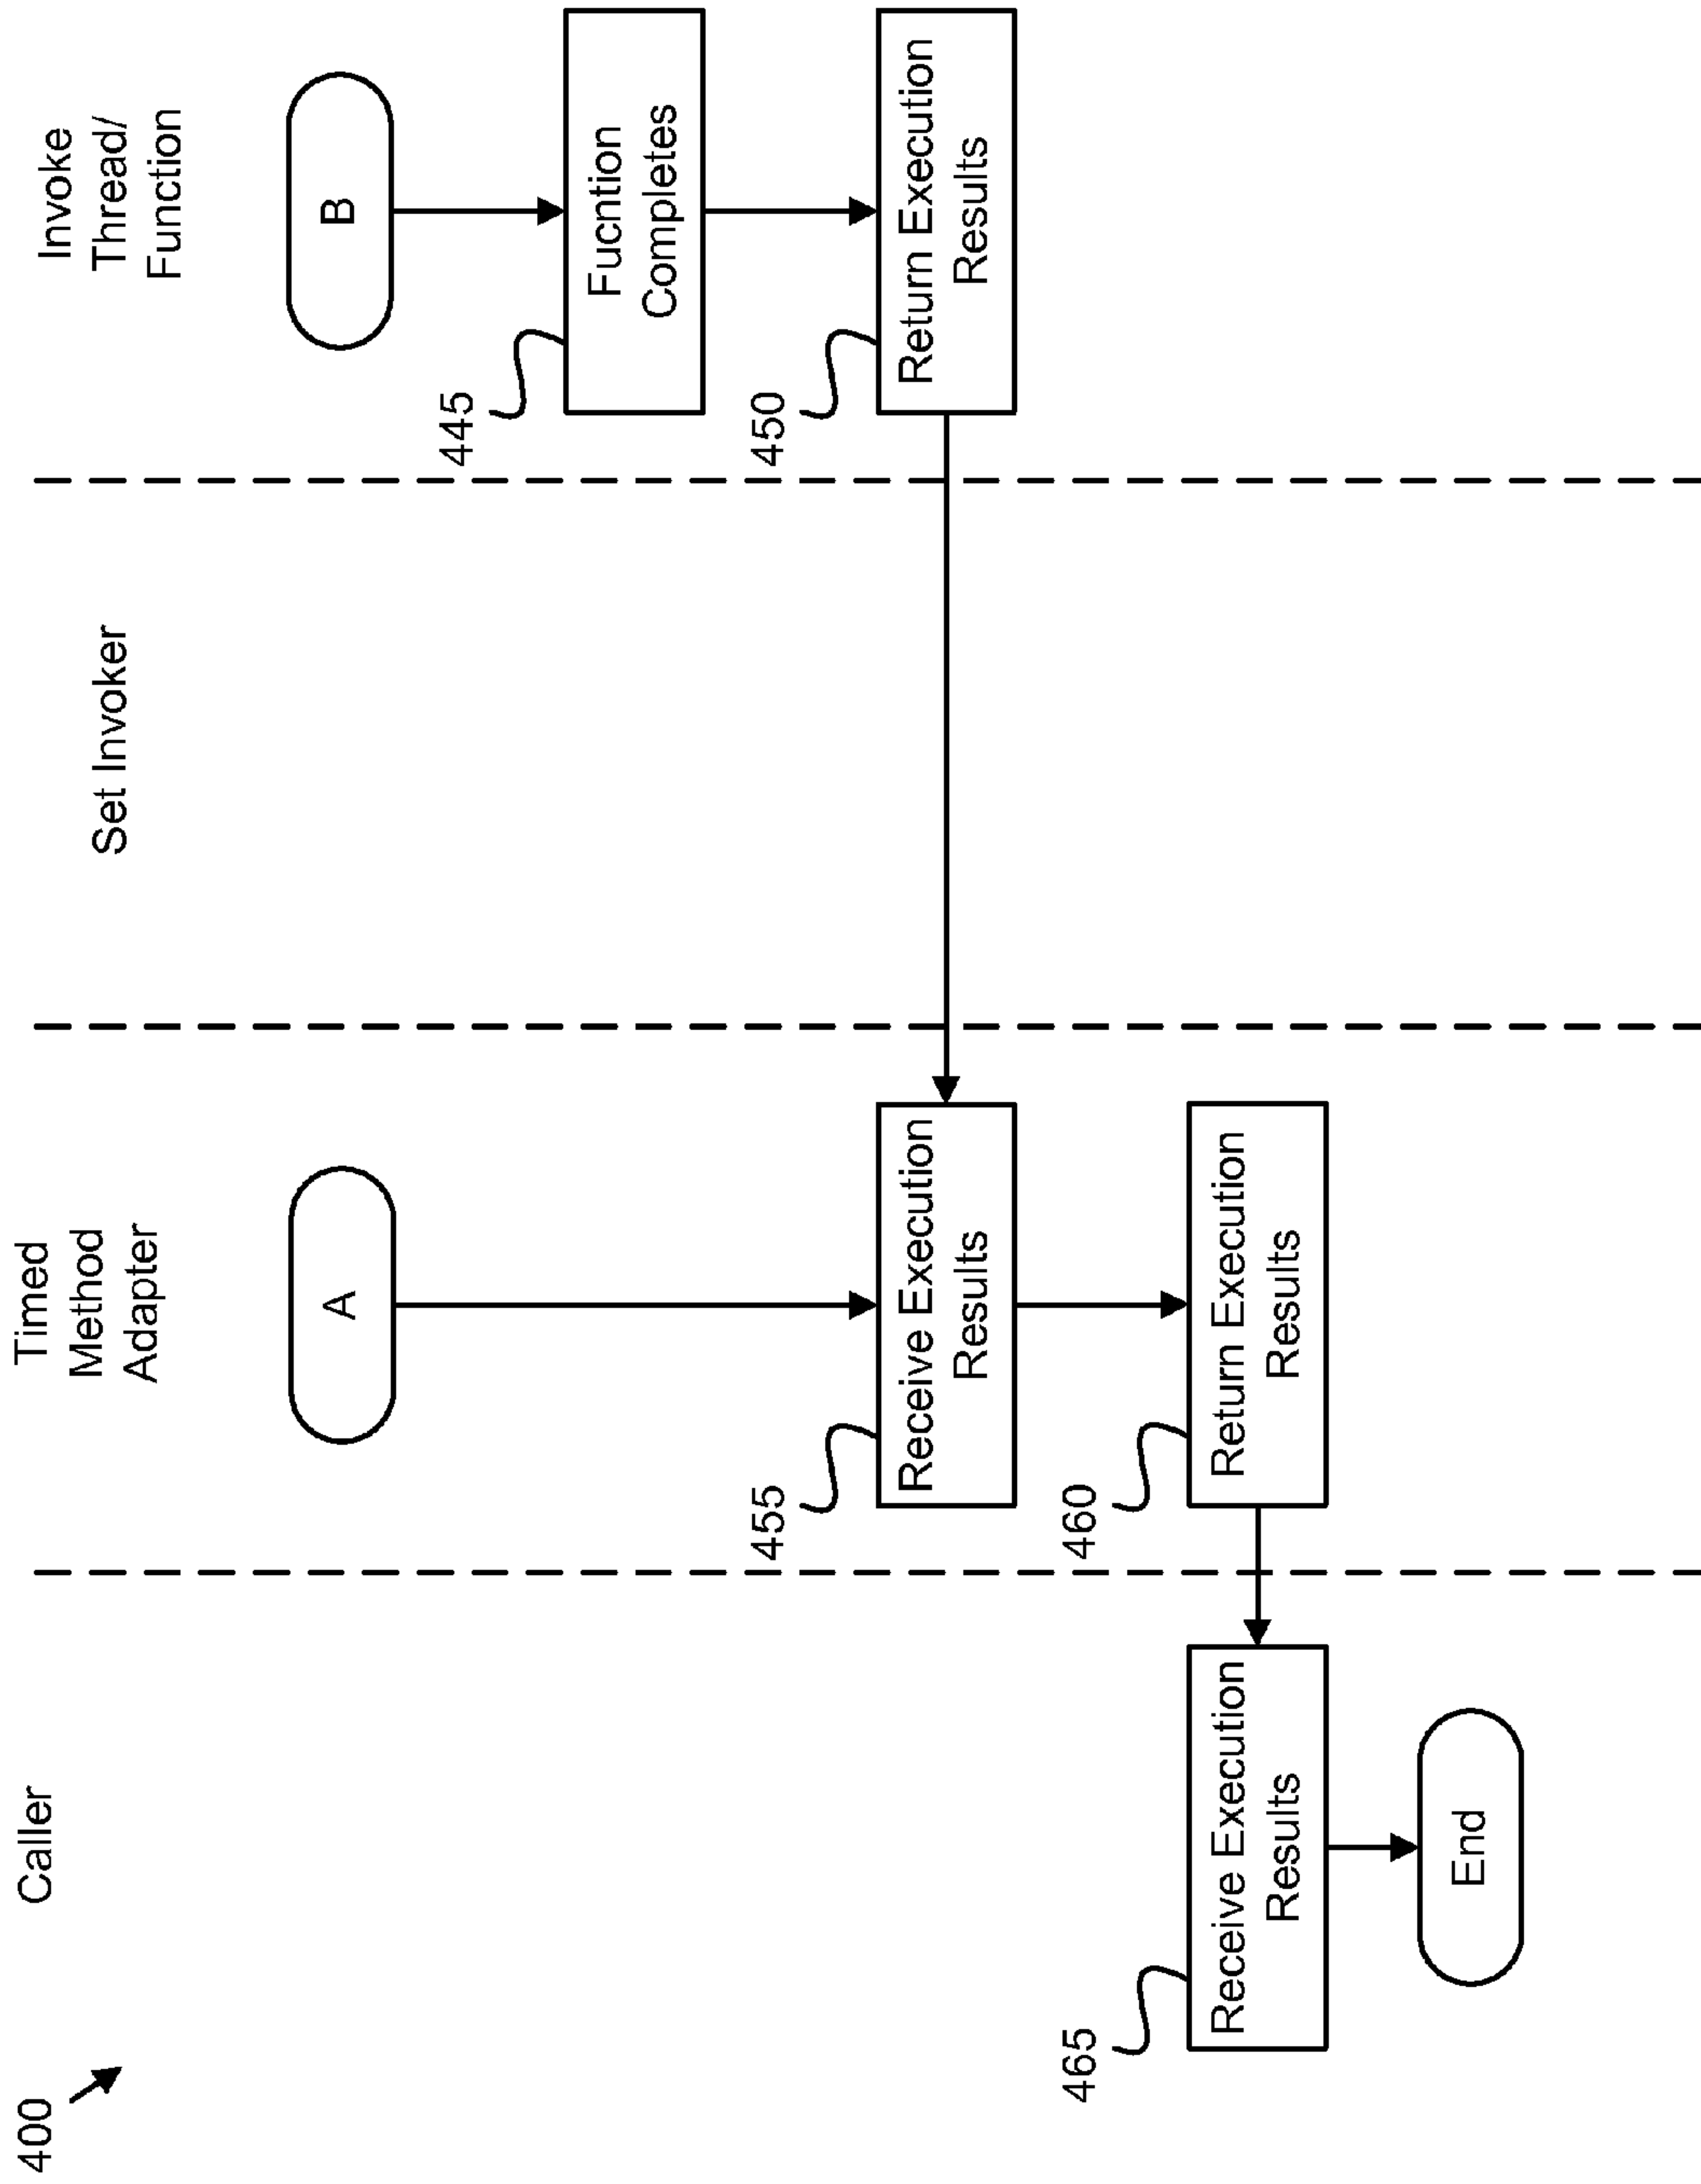 400
Caller
Timed
Method
Adapter
Set Invoker
Invoke
Thread/
Function
A
B
445
Fucntion
Completes
450
Return Execution
Results
455
Receive Execution
Results
460
Return Execution
Results
465
Receive Execution
Results
End